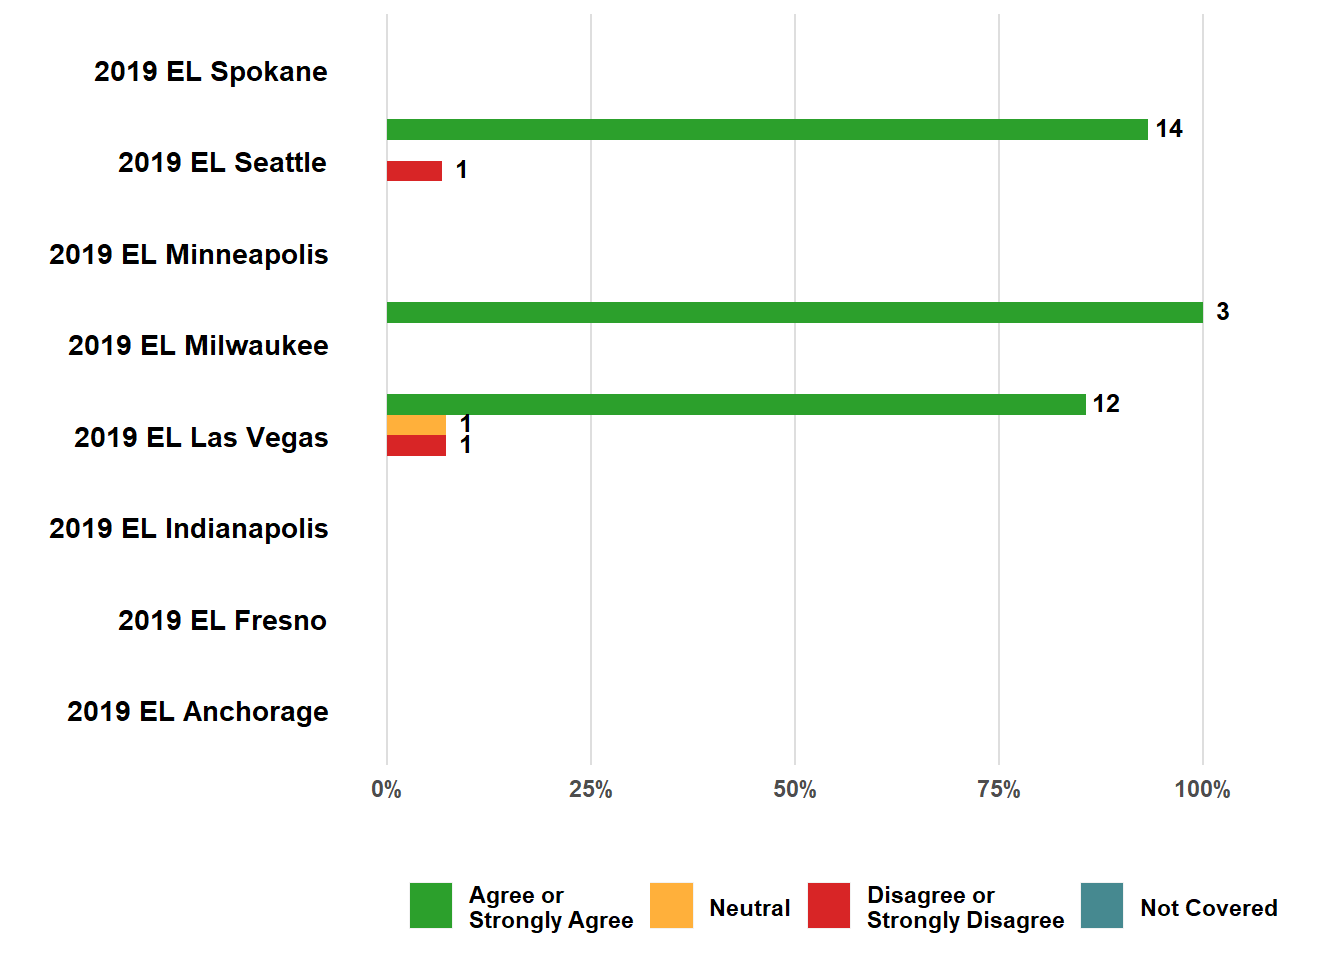 2019 EL Spokane
14
2019 EL Seattle
1
2019 EL Minneapolis
3
2019 EL Milwaukee
12
1
2019 EL Las Vegas
1
2019 EL Indianapolis
2019 EL Fresno
2019 EL Anchorage
0% 25% 50% 75% 100%
Agree or
Strongly Agree
Neutral
Disagree or
Strongly Disagree
Not Covered